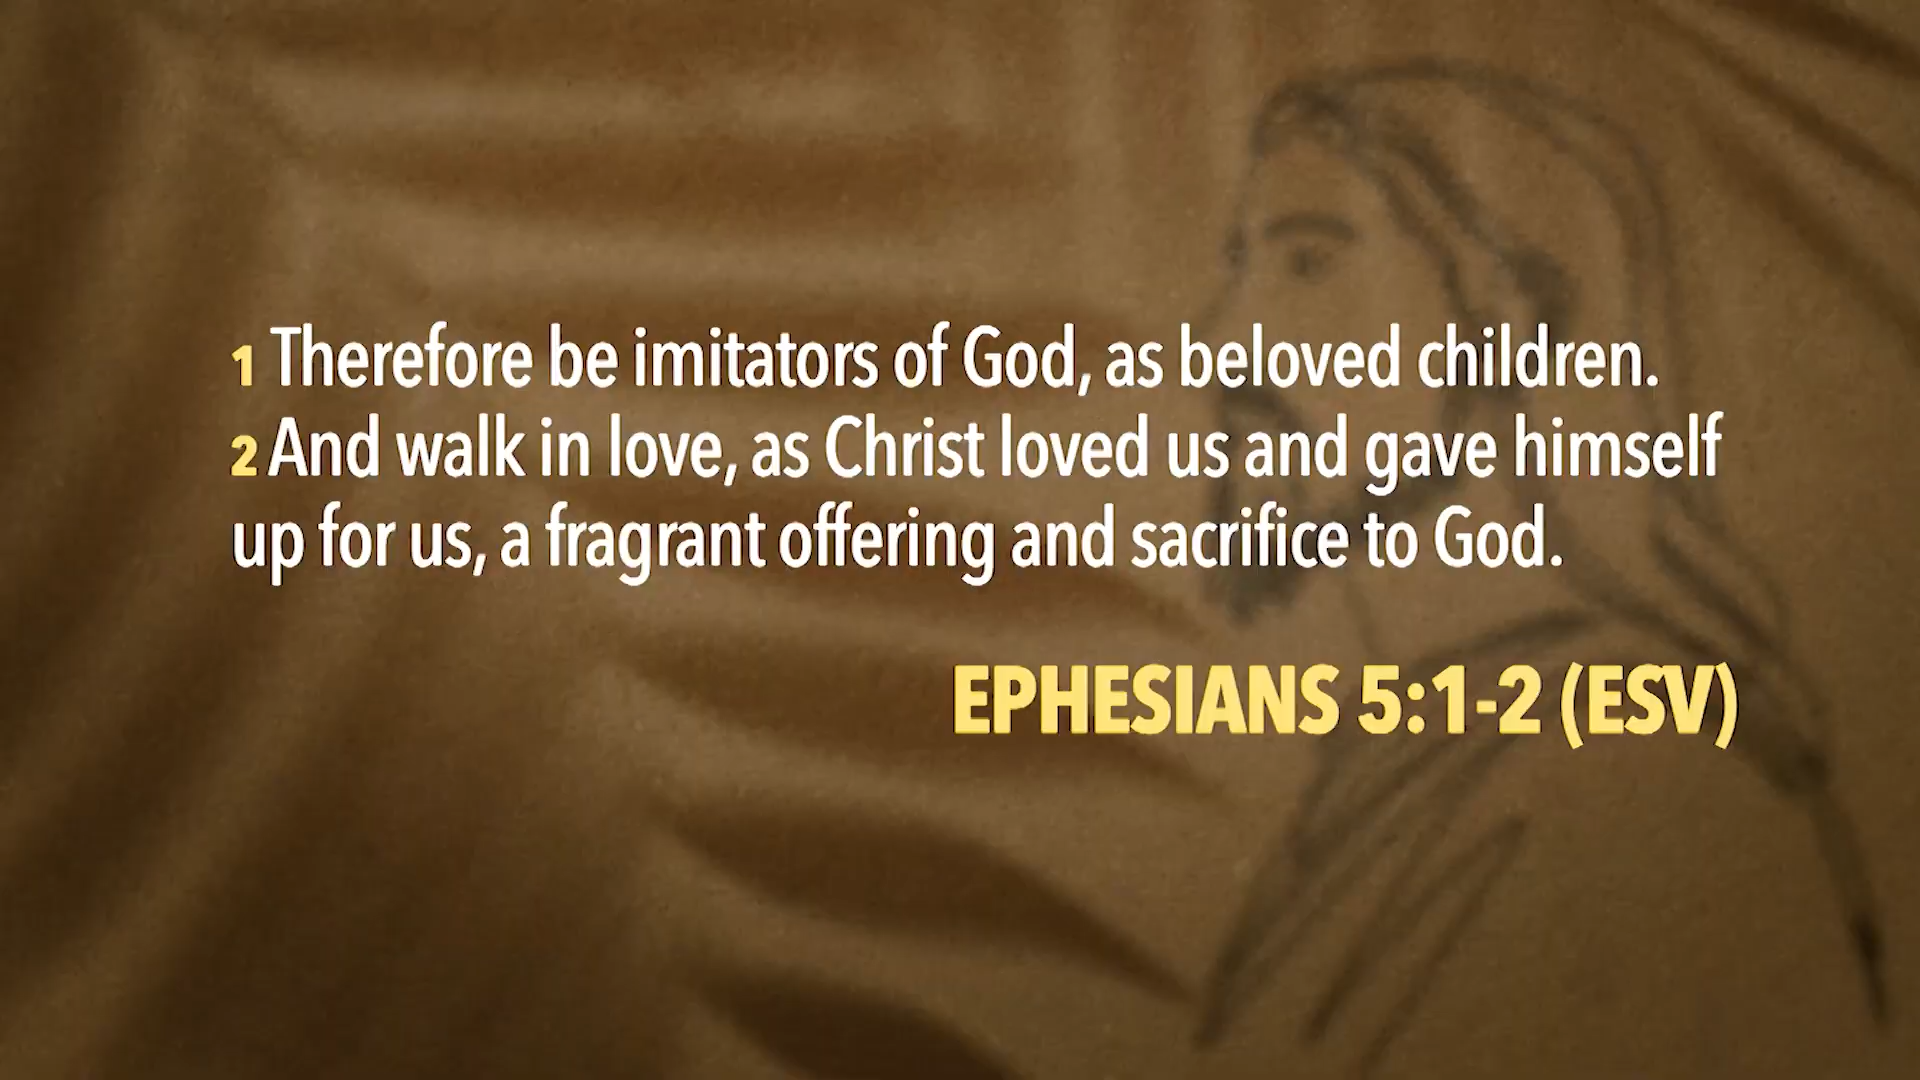 1 Therefore be imitators of God, as beloved children.
2 And walk in love, as Christ loved us and gave himself
up for us, a fragrant offering and sacrifice to God.
EPHESIANS 5:1-2 (ESV)